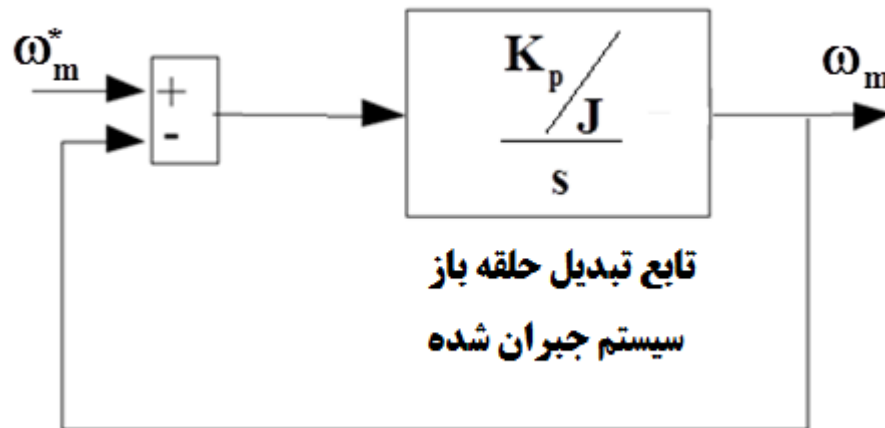 ω*m
ωm
+
-
Kp/J
s
تابع تبدیل حلقه باز
سیستم جبران شده